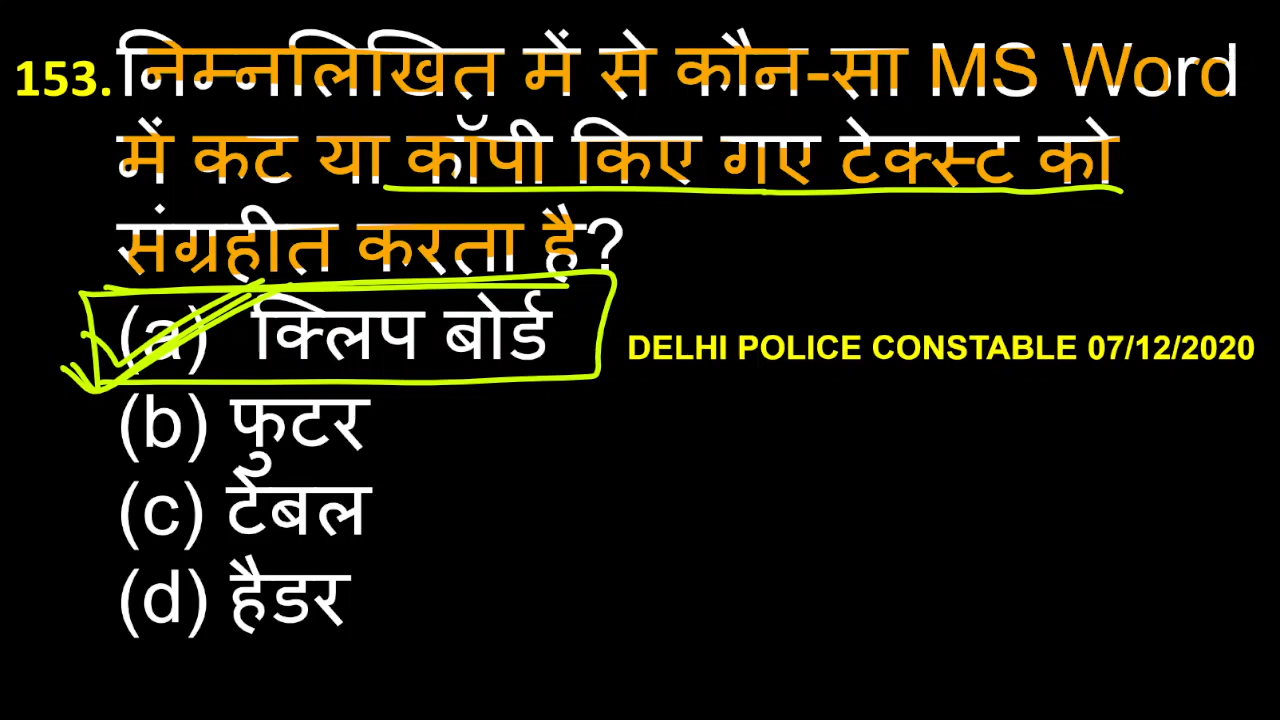 153. निम्नलिखित में से कौन-सा MS Word
में कट या कॉपी किए गए टेक्स्ट को
संग्रहीत करता है?
(a) क्लिप बोर्ड
DELHI POLICE CONSTABLE 07/12/2020
(b) फुटर
(c) टेबल
(d) हैडर